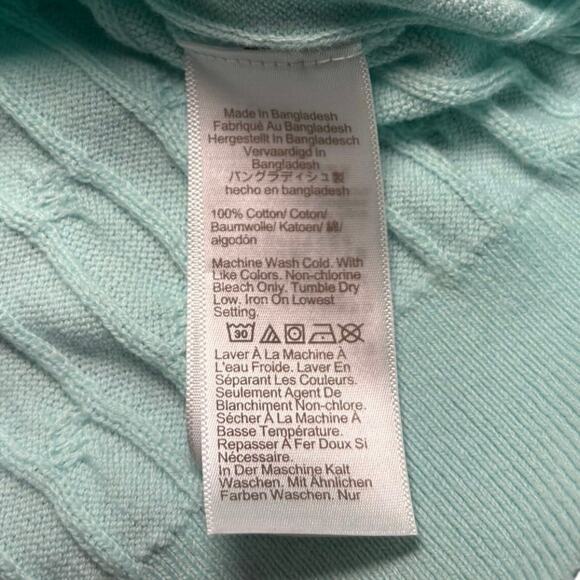 Made In Bangladesh
Fabriqué Au Bangladesh
Hergestellt In Bangladesch
Vervaardigd In
Bangladesh
バングラディシュ製
hecho en bangladesh
100% Cotton/ Coton/
Baumwolle/ Katoen/ 綿/
algodón
Machine Wash Cold. With
Like Colors. Non-chlorine
Bleach Only. Tumble Dry
Low. Iron On Lowest
Setting.
30
Laver À La Machine À
L'eau Froide. Laver En
Séparant Les Couleurs.
Seulement Agent De
Blanchiment Non-chlore.
Sécher À La Machine À
Basse Température.
Repasser À Fer Doux Si
Nécessaire.
In Der Maschine Kalt
Waschen. Mit Ähnlichen
Farben Waschen. Nur